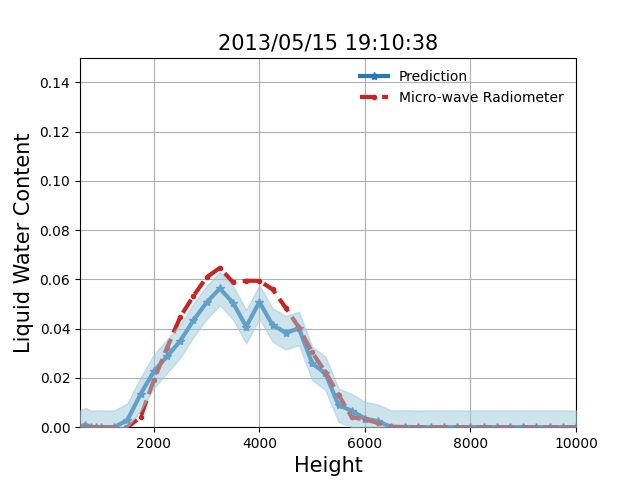 2013/05/15 19:10:38
Prediction
Micro-wave Radiometer
Liquid Water Content
0.14
0.12
0.10
0.08
0.06
0.04
0.02
0.00
2000 4000 6000 8000 10000
Height